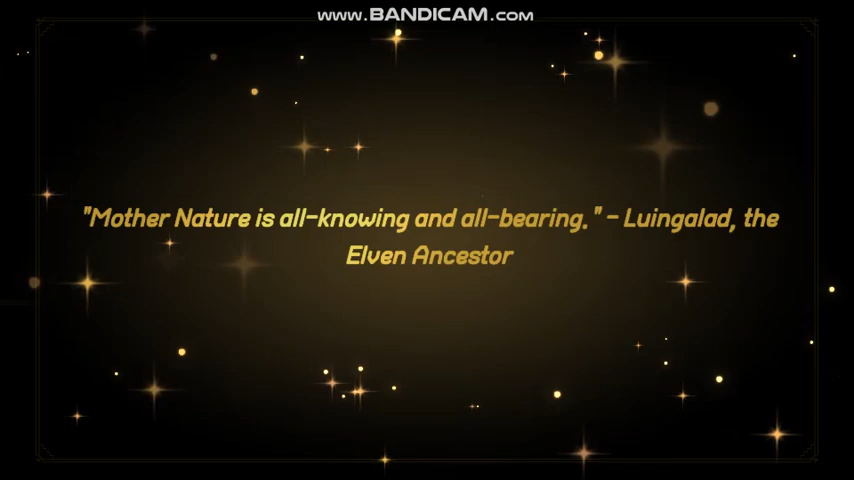 www.BANDICAM.com
"Mother Nature is all-knowing and all-bearing." - Luingalad, the
Elven Ancestor